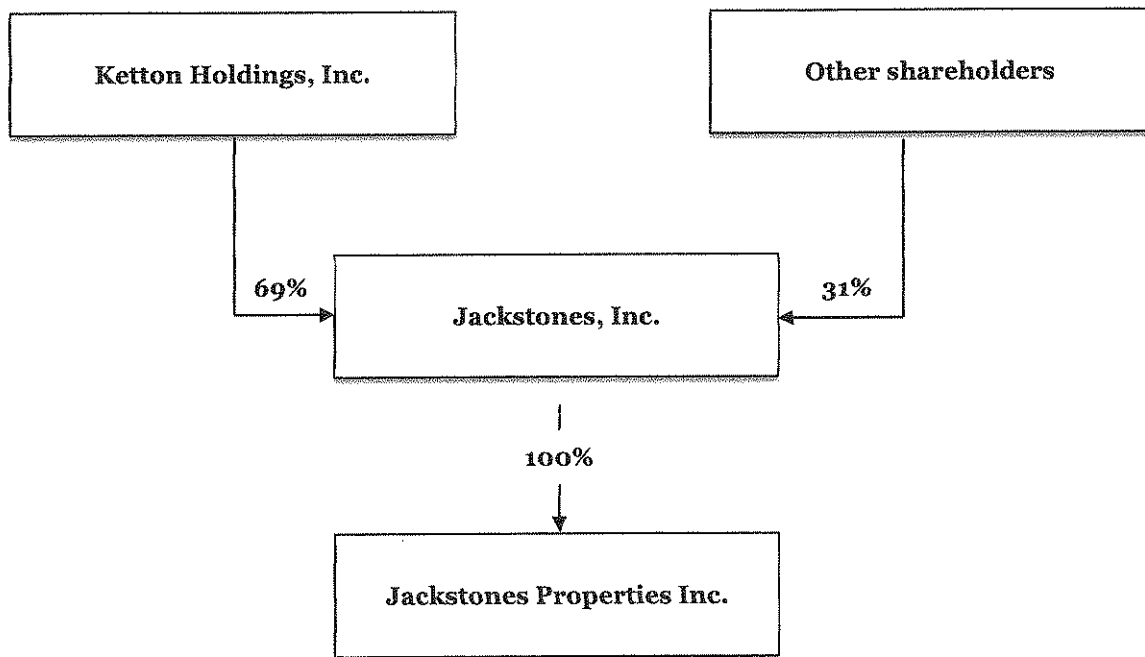 Ketton Holdings, Inc.
Other shareholders
69%
31%
Jackstones, Inc.
100%
Jackstones Properties Inc.